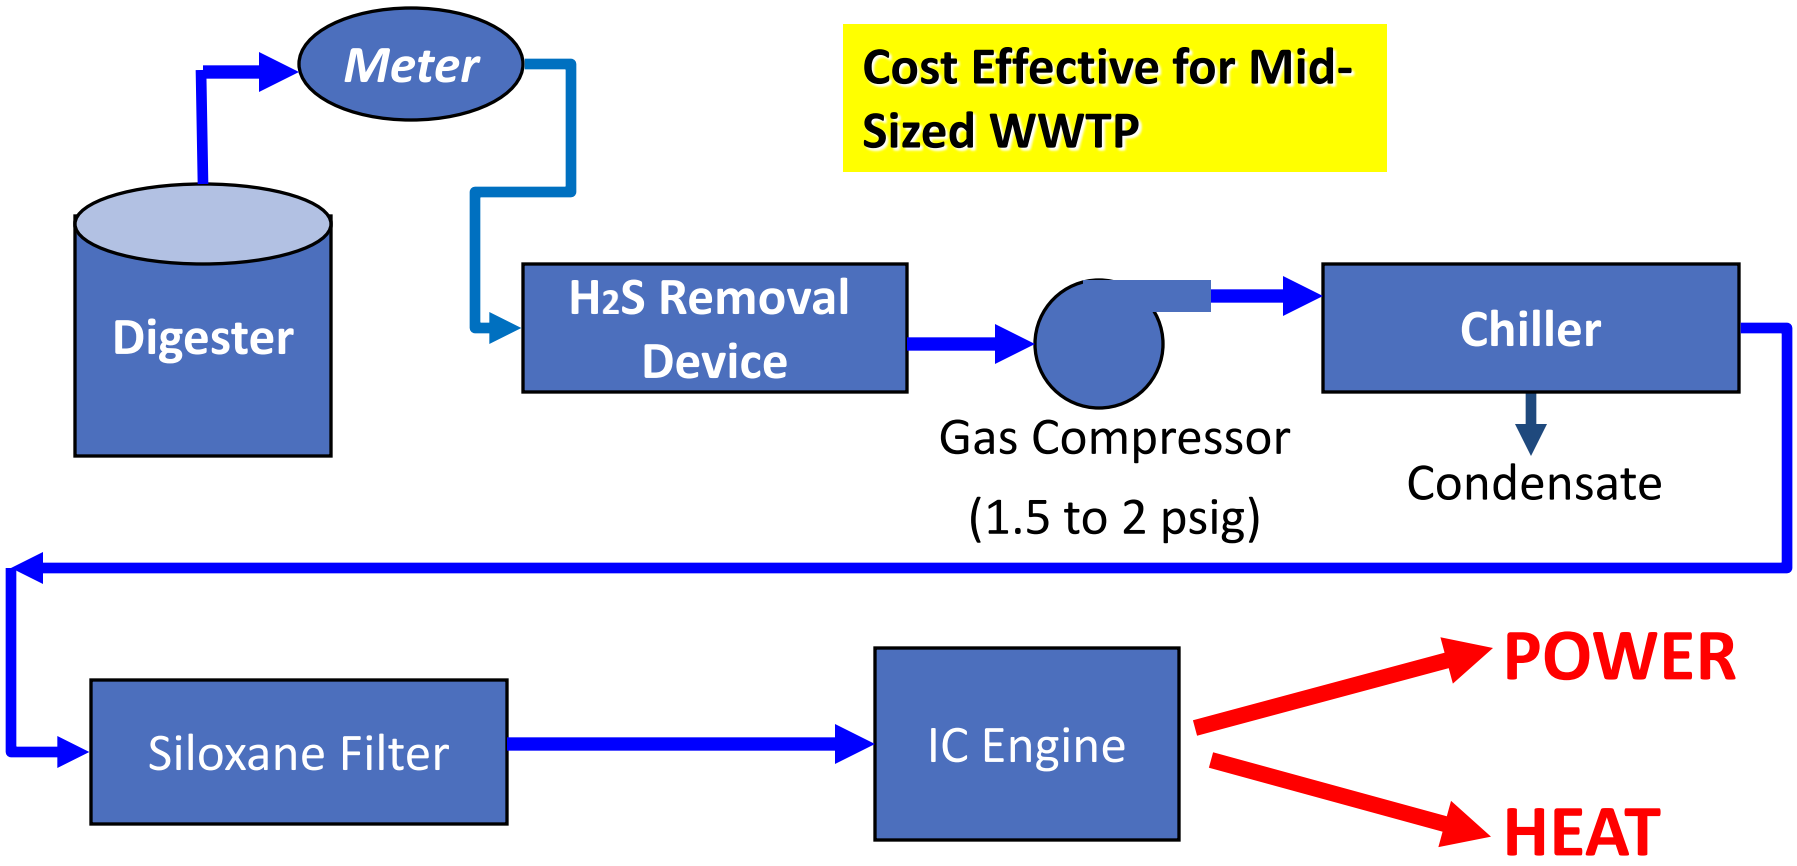 Meter
Cost Effective for Mid-
Sized WWTP
Digester
H2S Removal
Device
Chiller
Gas Compressor
(1.5 to 2 psig)
Condensate
Siloxane Filter
IC Engine
POWER
HEAT